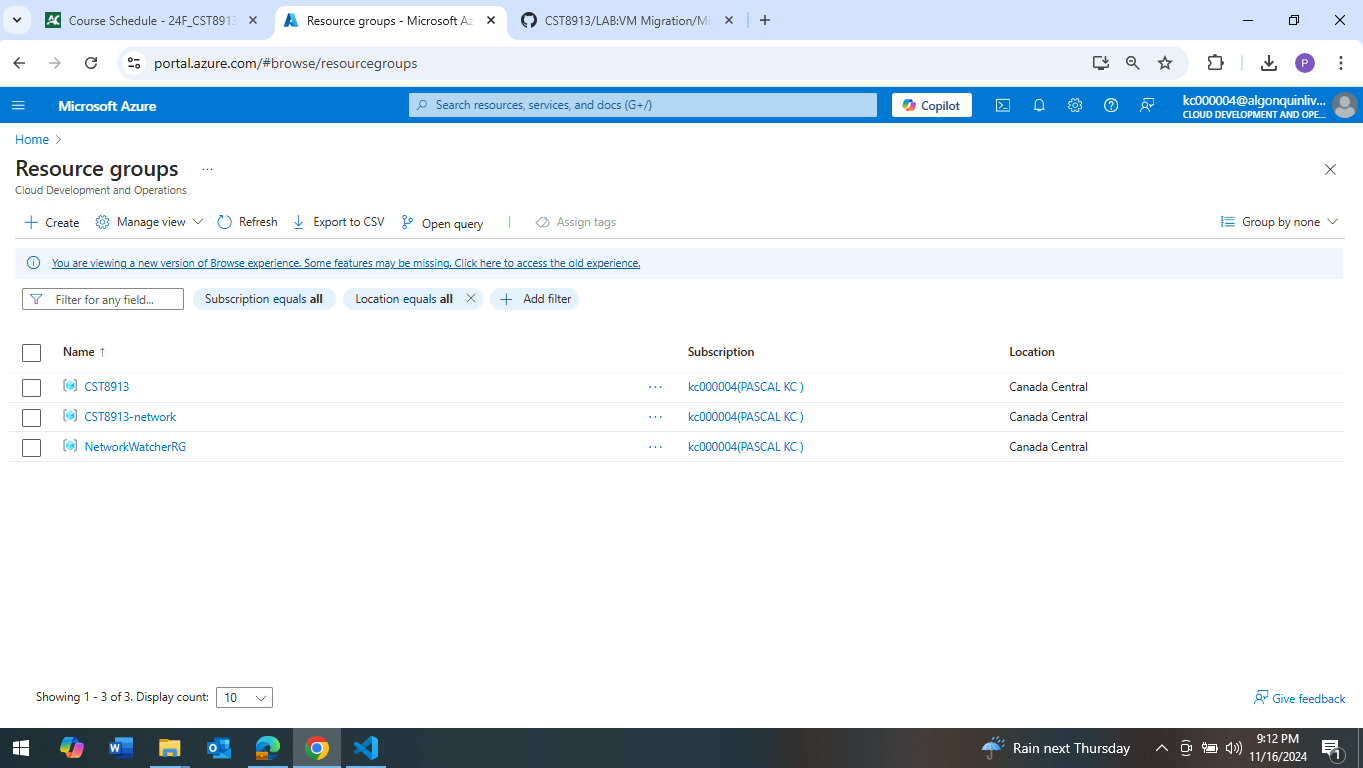 Course Schedule - 24F_CST8913
Resource groups - Microsoft Az
CST8913/LAB:VM Migration/Mi
portal.azure.com/#browse/resourcegroups
P
Microsoft Azure
Search resources, services, and docs (G+/)
Copilot
kc000004@algonquinliv...
CLOUD DEVELOPMENT AND OPE...
Home
Resource groups
...
Cloud Development and Operations
Create
Manage view
Refresh
Export to CSV
Open query
Assign tags
Group by none
You are viewing a new version of Browse experience. Some features may be missing. Click here to access the old experience.
Filter for any field...
Subscription equals all
Location equals all
Add filter
Name ↑ Subscription Location
CST8913 ... kc000004(PASCAL KC ) Canada Central
CST8913-network ... kc000004(PASCAL KC ) Canada Central
NetworkWatcherRG ... kc000004(PASCAL KC ) Canada Central
Showing 1 - 3 of 3. Display count: 10
Give feedback
Rain next Thursday
9:12 PM
11/16/2024
1